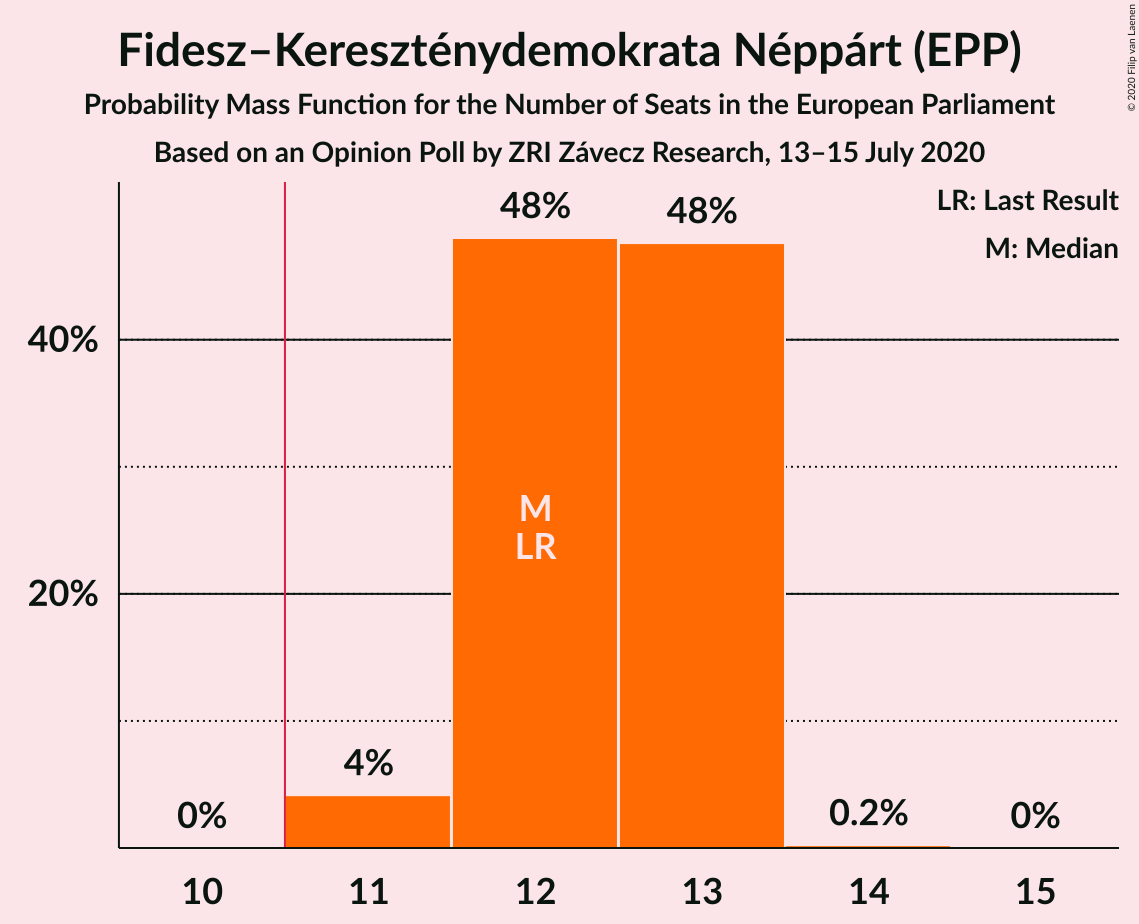 Fidesz–Kereszténydemokrata Néppárt (EPP)
Probability Mass Function for the Number of Seats in the European Parliament
Based on an Opinion Poll by ZRI Závecz Research, 13–15 July 2020
© 2020 Filip van Laenen
LR: Last Result
M: Median
48%
48%
40%
M
LR
20%
4%
0%
0.2%
0%
10 11 12 13 14 15